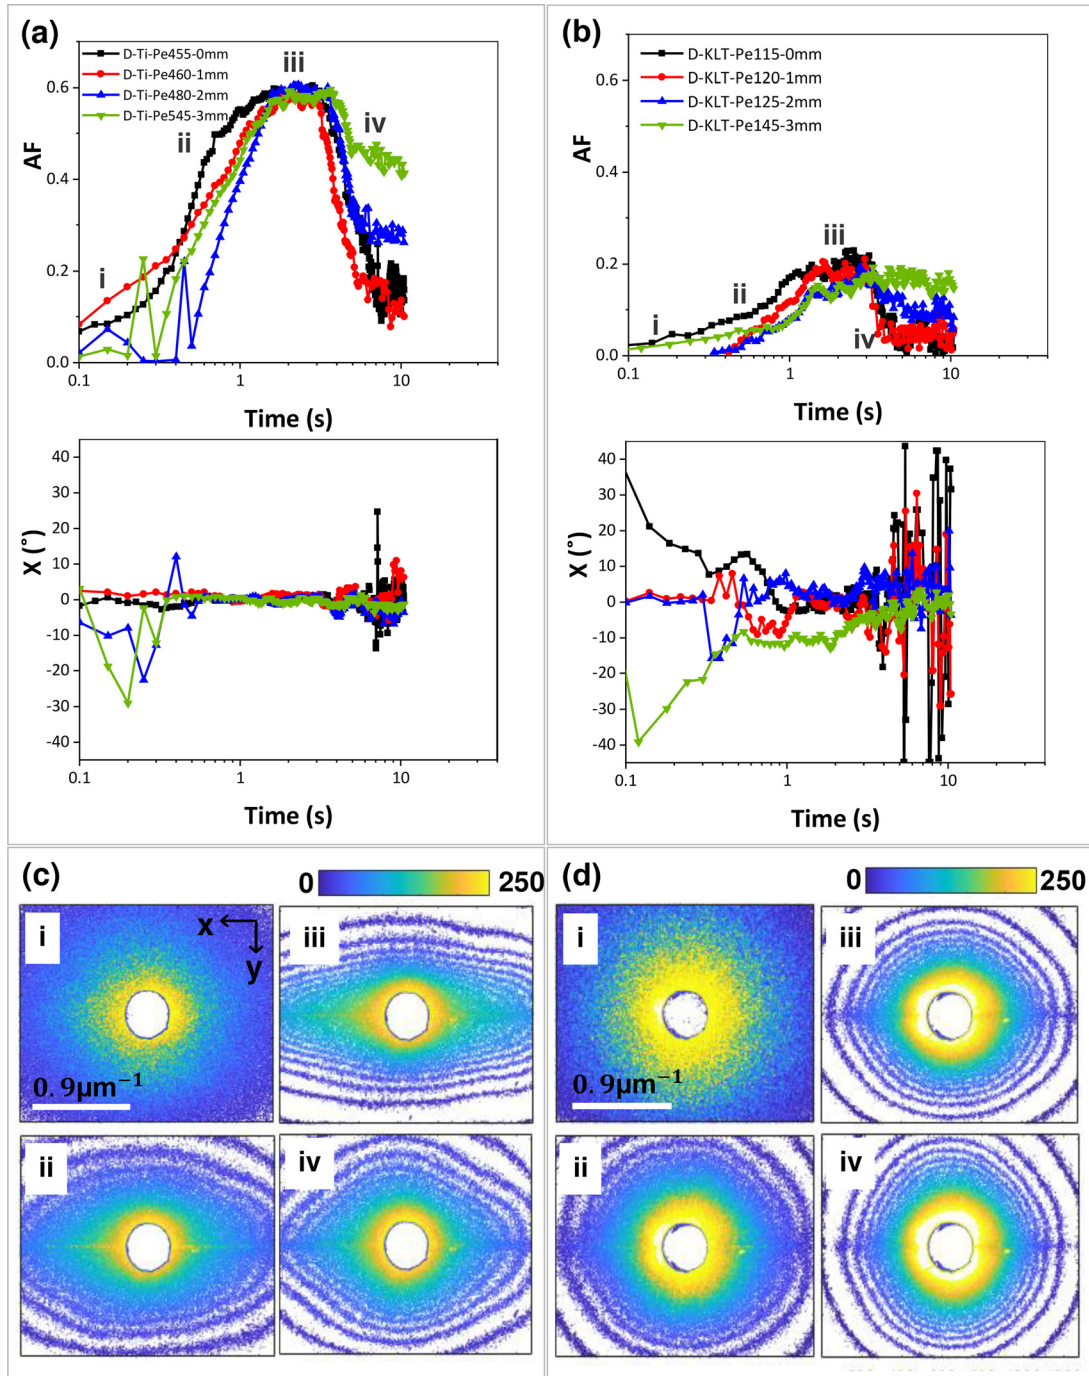 (a)
D-Ti-Pe455-0mm
D-Ti-Pe460-1mm
D-Ti-Pe480-2mm
D-Ti-Pe545-3mm
i
ii
iii
iv
AF
0.6
0.4
0.2
0.0
0.1
1
10
Time (s)
X (°)
40
30
20
10
0
-10
-20
-30
-40
0.1
1
10
Time (s)
(b)
D-KLT-Pe115-0mm
D-KLT-Pe120-1mm
D-KLT-Pe125-2mm
D-KLT-Pe145-3mm
i
ii
iii
iv
AF
0.6
0.4
0.2
0.0
0.1
1
10
Time (s)
X (°)
40
30
20
10
0
-10
-20
-30
-40
0.1
1
10
Time (s)
(c)
0 250
i
x
y
0.9μm⁻¹
iii
ii
iv
(d)
0 250
i
0.9μm⁻¹
iii
ii
iv